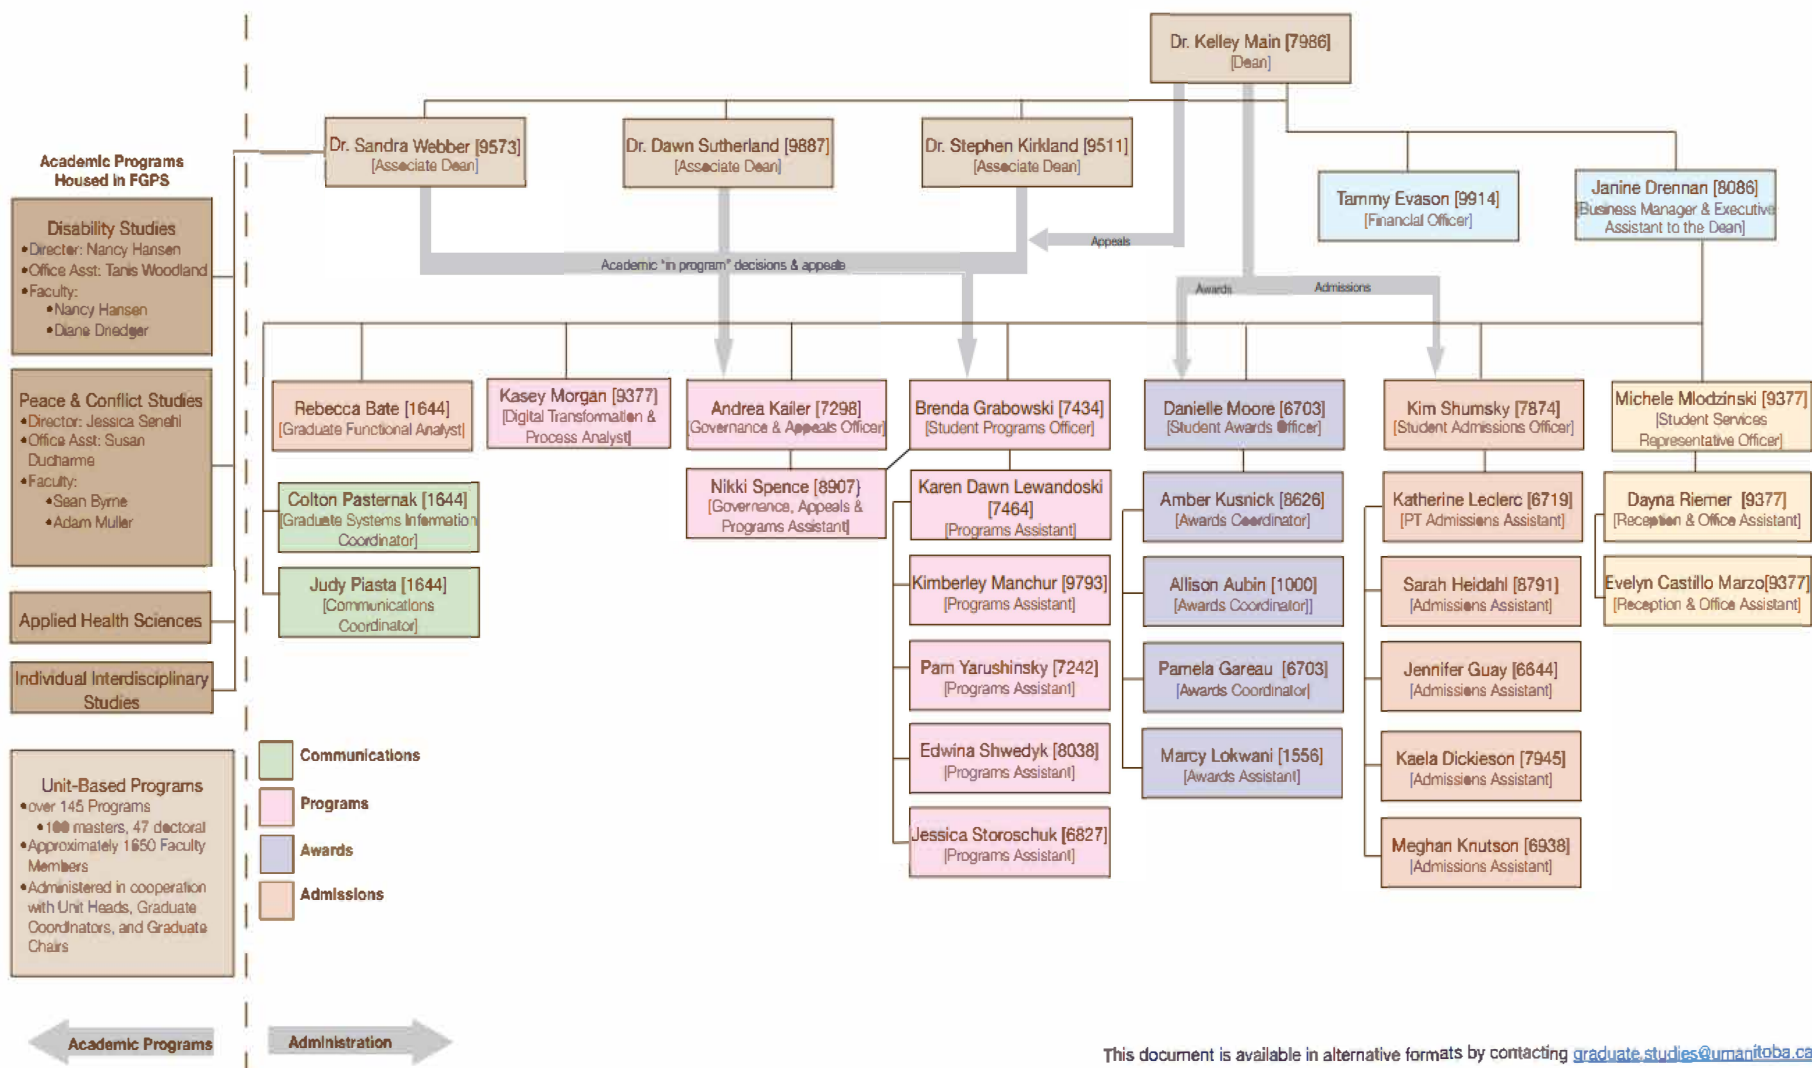 Dr. Kelley Main [7986]
[Dean]
Dr. Sandra Webber [9573]
[Associate Dean]
Dr. Dawn Sutherland [9887]
[Associate Dean]
Dr. Stephen Kirkland [9511]
[Associate Dean]
Tammy Evason [9914]
[Financial Officer]
Janine Drennan [8086]
[Business Manager & Executive
Assistant to the Dean]
Academic Programs
Housed in FGPS
Disability Studies
•Director: Nancy Hansen
•Office Asst: Tanis Woodland
•Faculty:
•Nancy Hansen
•Diane Driedger
Peace & Conflict Studies
•Director: Jessica Senehi
•Office Asst: Susan
Ducharme
•Faculty:
•Sean Byrne
•Adam Muller
Applied Health Sciences
Individual Interdisciplinary
Studies
Unit-Based Programs
•over 145 Programs
•100 masters, 47 doctoral
•Approximately 1650 Faculty
Members
•Administered in cooperation
with Unit Heads, Graduate
Coordinators, and Graduate
Chairs
Academic Programs
Appeals
Academic "in program" decisions & appeals
Awards
Admissions
Rebecca Bate [1644]
[Graduate Functional Analyst]
Kasey Morgan [9377]
[Digital Transformation &
Process Analyst]
Andrea Kailer [7298]
[Governance & Appeals Officer]
Brenda Grabowski [7434]
[Student Programs Officer]
Danielle Moore [6703]
[Student Awards Officer]
Kim Shumsky [7874]
[Student Admissions Officer]
Michele Mlodzinski [9377]
[Student Services
Representative Officer]
Colton Pasternak [1644]
[Graduate Systems Information
Coordinator]
Judy Piasta [1644]
[Communications
Coordinator]
Nikki Spence [8907}
[Governance, Appeals &
Programs Assistant]
Karen Dawn Lewandoski
[7464]
[Programs Assistant]
Kimberley Manchur [9793]
[Programs Assistant]
Pam Yarushinsky [7242]
[Programs Assistant]
Edwina Shwedyk [8038]
[Programs Assistant]
Jessica Storoschuk [6827]
[Programs Assistant]
Amber Kusnick [8626]
[Awards Coordinator]
Allison Aubin [1000]
[Awards Coordinator]]
Pamela Gareau [6703]
[Awards Coordinator]
Marcy Lokwani [1556]
[Awards Assistant]
Katherine Leclerc [6719]
[PT Admissions Assistant]
Sarah Heidahl [8791]
[Admissions Assistant]
Jennifer Guay [6644]
[Admissions Assistant]
Kaela Dickieson [7945]
[Admissions Assistant]
Meghan Knutson [6938]
[Admissions Assistant]
Dayna Riemer [9377]
[Reception & Office Assistant]
Evelyn Castillo Marzo[9377]
[Reception & Office Assistant]
Communications
Programs
Awards
Admissions
Administration
This document is available in alternative formats by contacting graduate.studies@umanitoba.ca